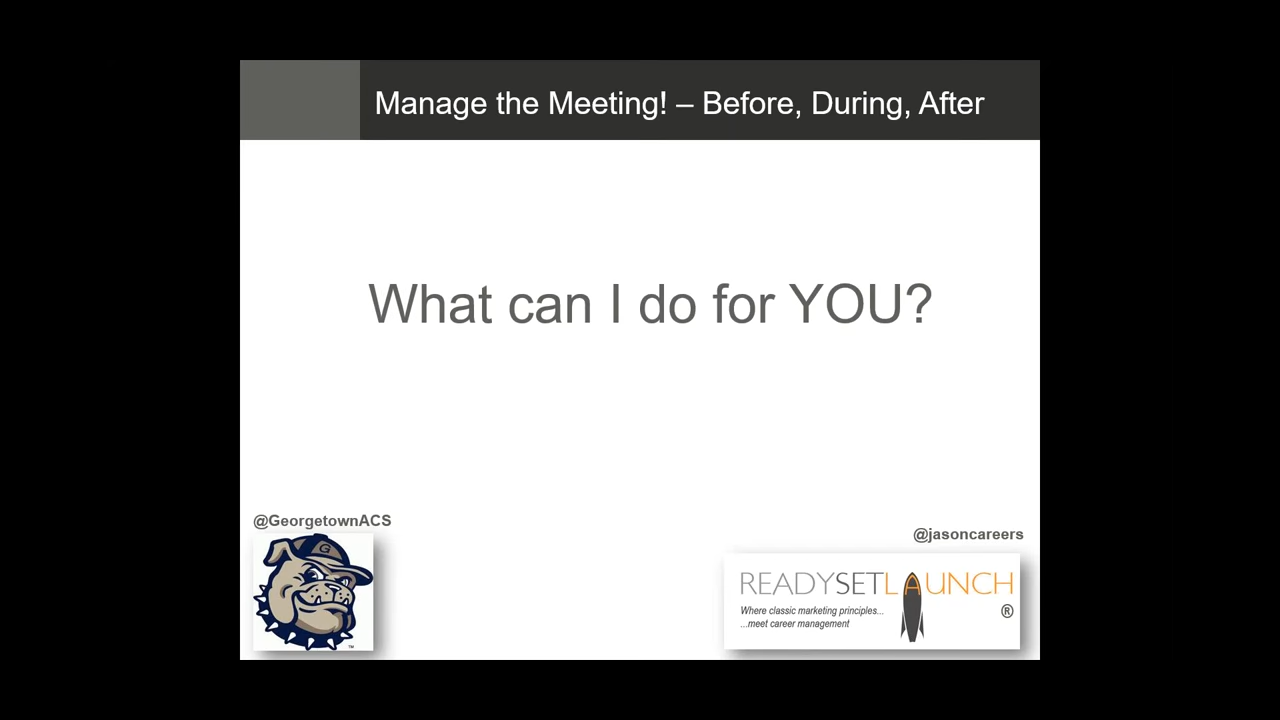 Manage the Meeting! – Before, During, After
What can I do for YOU?
@GeorgetownACS
G
™
@jasoncareers
READYSETLAUNCH
®
Where classic marketing principles...
...meet career management